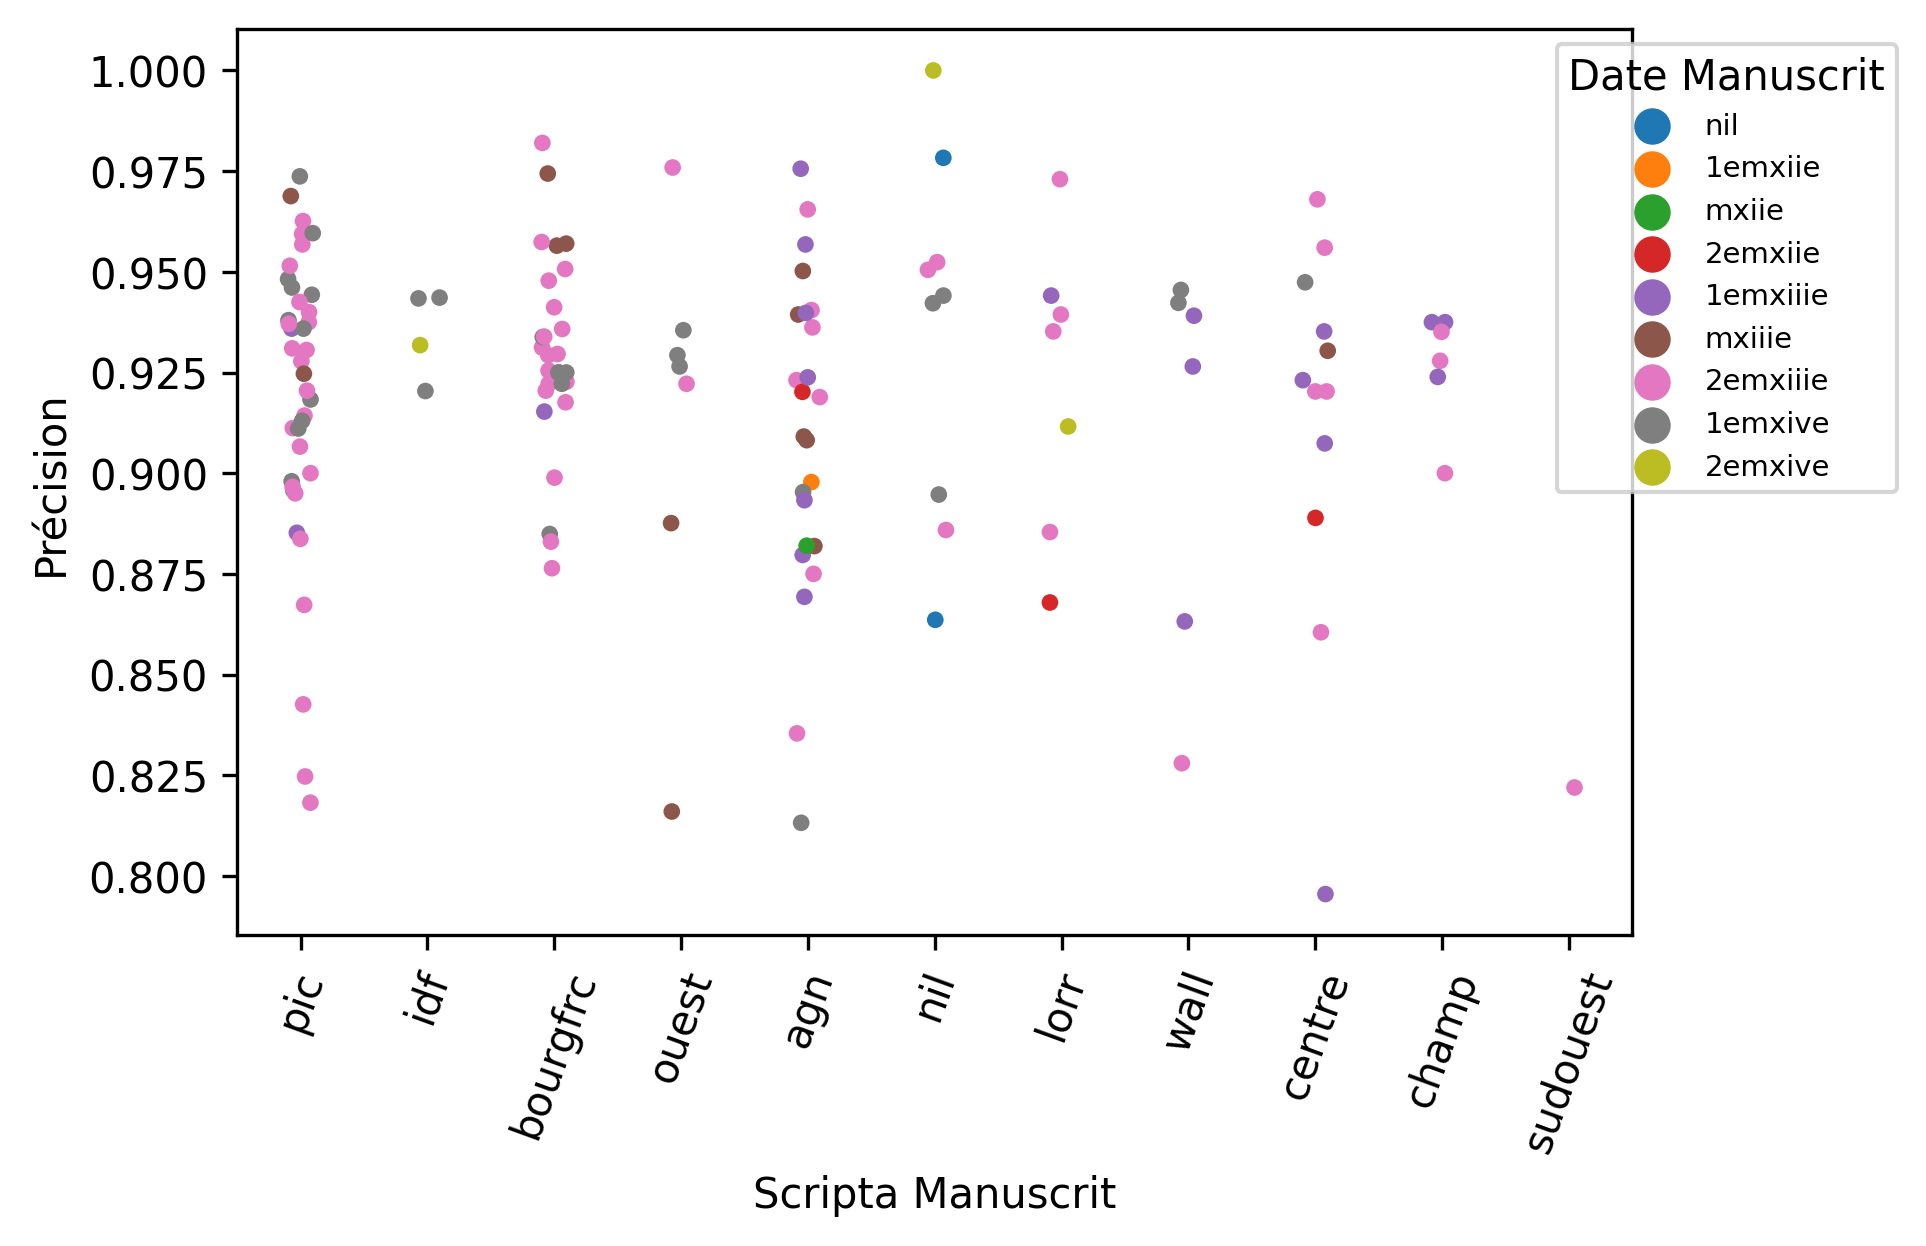 Précision
1.000
0.975
0.950
0.925
0.900
0.875
0.850
0.825
0.800
Date Manuscrit
nil
1emxiie
mxiie
2emxiie
1emxiiie
mxiiie
2emxiiie
1emxive
2emxive
pic
idf
bourgfrc
ouest
agn
nil
lorr
wall
centre
champ
sudouest
Scripta Manuscrit